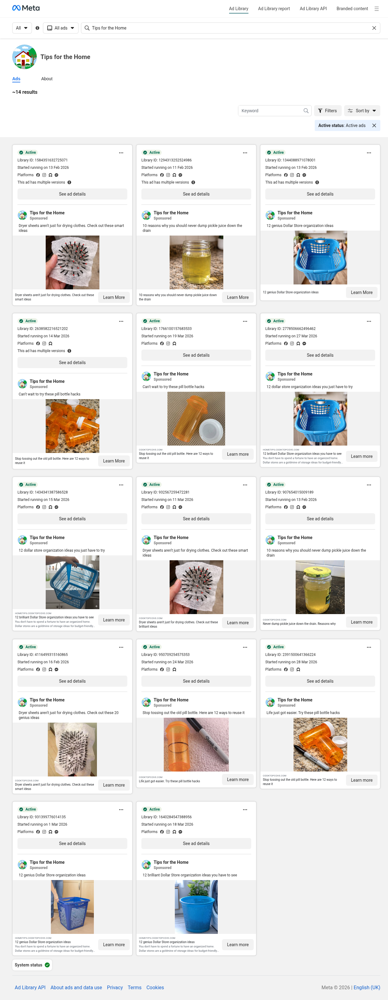 Meta
Ad Library
Ad Library report
Ad Library API
Branded content
All
All ads
Tips for the Home
Tips for the Home
Ads
About
~14 results
Keyword
Filters
Sort by
Active status: Active ads
Active
Library ID: 1584351632725071
Started running on 13 Feb 2026
Platforms
This ad has multiple versions
See ad details
Tips for the Home
Sponsored
Dryer sheets aren't just for drying clothes. Check out these smart
ideas
Dryer sheets aren't just for drying clothes. Check out these
smart ideas
Learn More
Active
Library ID: 1294313252524986
Started running on 11 Feb 2026
Platforms
This ad has multiple versions
See ad details
Tips for the Home
Sponsored
10 reasons why you should never dump pickle juice down the
drain
10 reasons why you should never dump pickle juice down
the drain
Learn More
Active
Library ID: 1344088971078001
Started running on 13 Feb 2026
Platforms
This ad has multiple versions
See ad details
Tips for the Home
Sponsored
12 genius Dollar Store organization ideas
12 genius Dollar Store organization ideas
Learn More
Active
Library ID: 2638582216521202
Started running on 14 Mar 2026
Platforms
This ad has multiple versions
See ad details
Tips for the Home
Sponsored
Can't wait to try these pill bottle hacks
Stop tossing out the old pill bottle. Here are 12 ways to
reuse it
Learn More
Active
Library ID: 1766100157683533
Started running on 19 Mar 2026
Platforms
See ad details
Tips for the Home
Sponsored
Can't wait to try these pill bottle hacks
COOKTOPCOVE.COM
Stop tossing out the old pill bottle. Here are 12 ways to
reuse it
Learn more
Active
Library ID: 2778506662496462
Started running on 27 Mar 2026
Platforms
See ad details
Tips for the Home
Sponsored
12 dollar store organization ideas you just have to try
HOMETIPS.COOKTOPCOVE.COM
12 brilliant Dollar Store organization ideas you have to see
You don't have to spend a fortune to have an organized home.
Dollar stores are a goldmine of storage ideas for budget-friendly...
Learn more
Active
Library ID: 1434341387586528
Started running on 15 Mar 2026
Platforms
See ad details
Tips for the Home
Sponsored
12 dollar store organization ideas you just have to try
HOMETIPS.COOKTOPCOVE.COM
12 brilliant Dollar Store organization ideas you have to see
You don't have to spend a fortune to have an organized home.
Dollar stores are a goldmine of storage ideas for budget-friendly...
Learn more
Active
Library ID: 932567259472281
Started running on 11 Mar 2026
Platforms
See ad details
Tips for the Home
Sponsored
Dryer sheets aren't just for drying clothes. Check out these smart
ideas
COOKTOPCOVE.COM
Dryer sheets aren't just for drying clothes. Check out these
brilliant ideas
Learn more
Active
Library ID: 907654015009189
Started running on 13 Feb 2026
Platforms
See ad details
Tips for the Home
Sponsored
10 reasons why you should never dump pickle juice down the
drain
COOKTOPCOVE.COM
Never dump pickle juice down the drain. Reasons why
Learn more
Active
Library ID: 4116499315160865
Started running on 16 Feb 2026
Platforms
See ad details
Tips for the Home
Sponsored
Dryer sheets aren't just for drying clothes. Check out these 20
genius ideas
COOKTOPCOVE.COM
Dryer sheets aren't just for drying clothes. Check out these
smart ideas
Learn more
Active
Library ID: 950709254575353
Started running on 24 Mar 2026
Platforms
See ad details
Tips for the Home
Sponsored
Stop tossing out the old pill bottle. Here are 12 ways to reuse it
Sharpie
COOKTOPCOVE.COM
Life just got easier. Try these pill bottle hacks
Learn more
Active
Library ID: 2391500641366224
Started running on 28 Mar 2026
Platforms
See ad details
Tips for the Home
Sponsored
Life just got easier. Try these pill bottle hacks
Sharpie
COOKTOPCOVE.COM
Stop tossing out the old pill bottle. Here are 12 ways to
reuse it
Learn more
Active
Library ID: 931399776014135
Started running on 1 Mar 2026
Platforms
See ad details
Tips for the Home
Sponsored
12 genius Dollar Store organization ideas
HOMETIPS.COOKTOPCOVE.COM
12 genius Dollar Store organization ideas
You don't have to spend a fortune to have an organized home.
Dollar stores are a goldmine of storage ideas for budget-friendly...
Learn more
Active
Library ID: 1640284547388956
Started running on 18 Mar 2026
Platforms
See ad details
Tips for the Home
Sponsored
12 brilliant Dollar Store organization ideas you have to see
HOMETIPS.COOKTOPCOVE.COM
12 genius Dollar Store organization ideas
You don't have to spend a fortune to have an organized home.
Dollar stores are a goldmine of storage ideas for budget-friendly...
Learn more
System status
Ad Library API
About ads and data use
Privacy
Terms
Cookies
Meta © 2026 | English (UK)